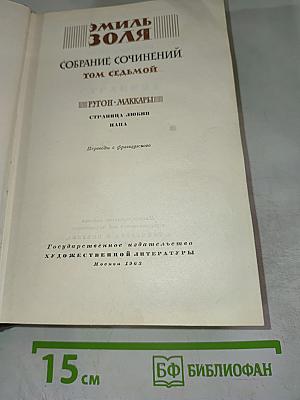 ЭМИЛЬ
ЗОЛЯ
СОБРАНИЕ СОЧИНЕНИЙ
ТОМ СЕДЬМОЙ
РУГОН-МАККАРЫ
СТРАНИЦА ЛЮБВИ
НАНА
Переводы с французского
Государственное издательство
ХУДОЖЕСТВЕННОЙ ЛИТЕРАТУРЫ
Москва 1963
15 см
БФ БИБЛИОФАН